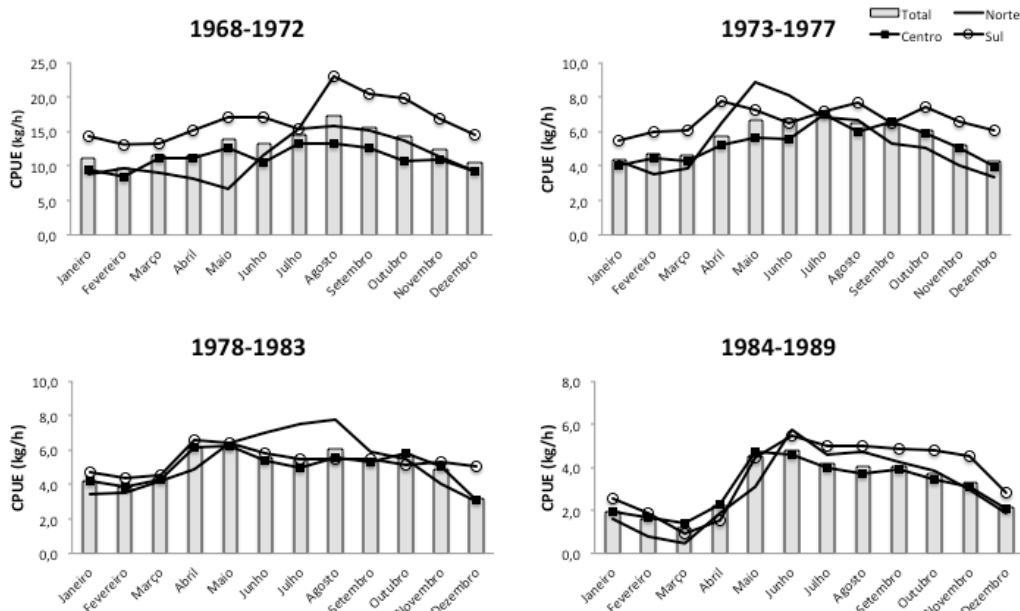 1968-1972
CPUE (kg/h)
25,0
20,0
15,0
10,0
5,0
0,0
Janeiro
Fevereiro
Março
Abril
Maio
Junho
Julho
Agosto
Setembro
Outubro
Novembro
Dezembro
1973-1977
Total
Norte
Centro
Sul
CPUE (kg/h)
10,0
8,0
6,0
4,0
2,0
0,0
Janeiro
Fevereiro
Março
Abril
Maio
Junho
Julho
Agosto
Setembro
Outubro
Novembro
Dezembro
1978-1983
CPUE (kg/h)
10,0
8,0
6,0
4,0
2,0
0,0
Janeiro
Fevereiro
Março
Abril
Maio
Junho
Julho
Agosto
Setembro
Outubro
Novembro
Dezembro
1984-1989
CPUE (kg/h)
8,0
6,0
4,0
2,0
0,0
Janeiro
Fevereiro
Março
Abril
Maio
Junho
Julho
Agosto
Setembro
Outubro
Novembro
Dezembro